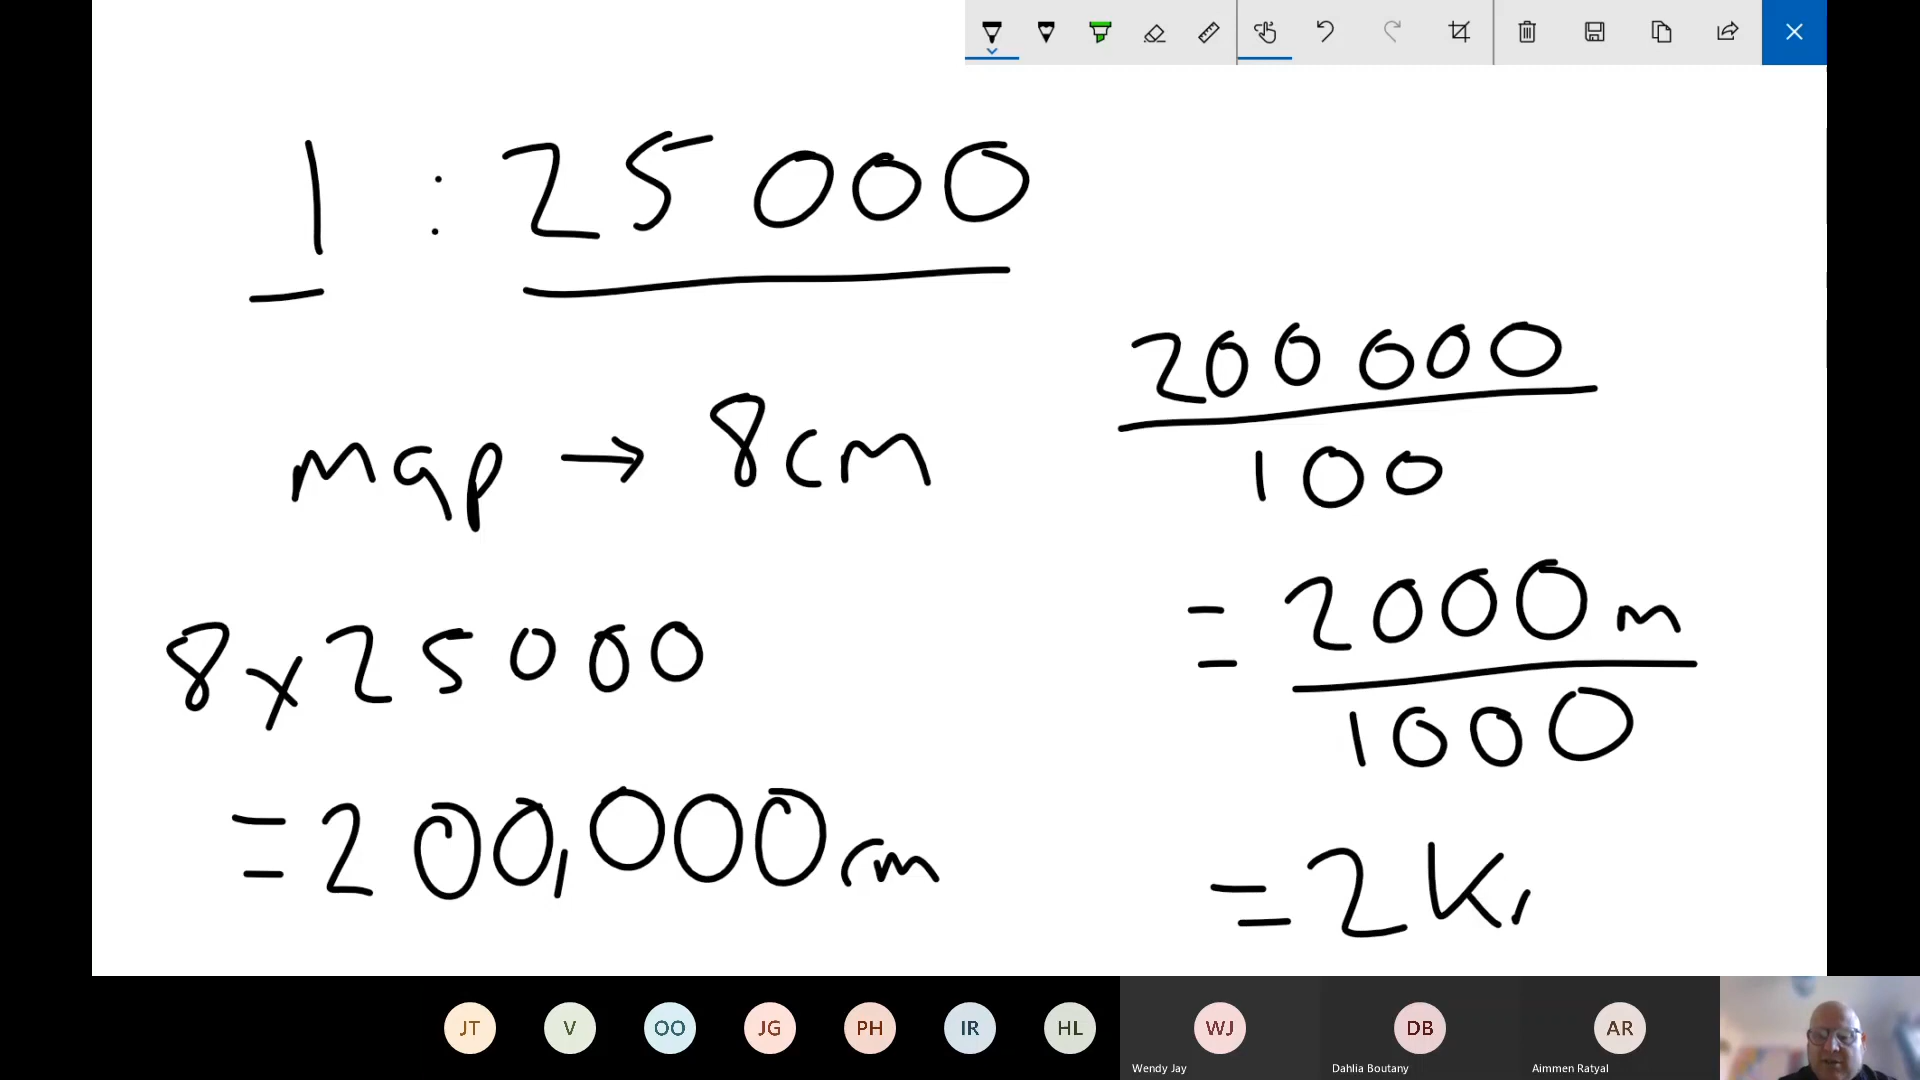 1 : 25000
map → 8cm
8x25000
= 200,000cm
200000
100
= 2000m
1000
= 2K
JT
V
OO
JG
PH
IR
HL
WJ
DB
AR
Wendy Jay
Dahlia Boutany
Aimmen Ratyal